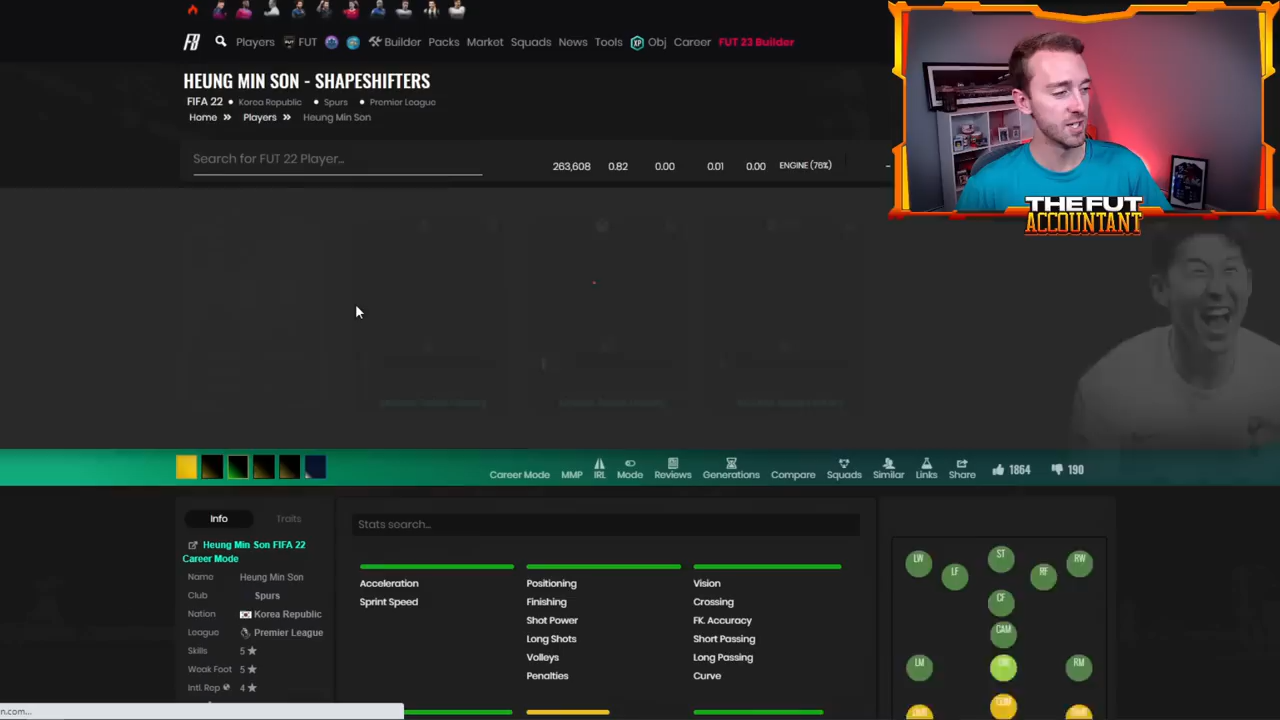 Players FUT Builder Packs Market Squads News Tools Obj Career FUT 23 Builder
HEUNG MIN SON - SHAPESHIFTERS
FIFA 22 • Korea Republic • Spurs • Premier League
Home >> Players >> Heung Min Son
Search for FUT 22 Player...
263,608 0.82 0.00 0.01 0.00 ENGINE (76%) -
THE FUT
ACCOUNTANT
Career Mode MMP IRL Mode Reviews Generations Compare Squads Similar Links Share 1864 190
Info Traits
Stats search...
Heung Min Son FIFA 22
Career Mode
Name Heung Min Son
Club Spurs
Nation Korea Republic
League Premier League
Skills 5★
Weak Foot 5★
Intl. Rep 4★
Acceleration
Sprint Speed
Positioning
Finishing
Shot Power
Long Shots
Volleys
Penalties
Vision
Crossing
FK. Accuracy
Short Passing
Long Passing
Curve
LW ST RW
LF RF
CF
CAM
LM RM
n.com...